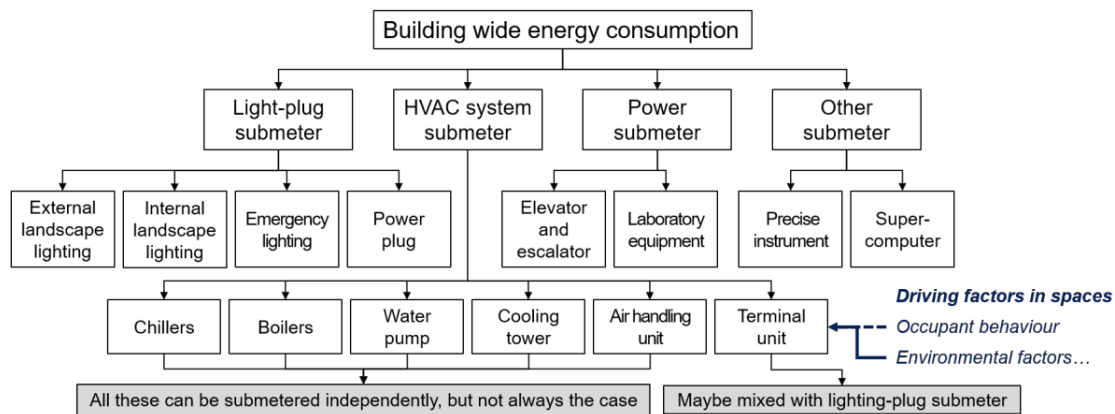 Building wide energy consumption
Light-plug
submeter
HVAC system
submeter
Power
submeter
Other
submeter
External
landscape
lighting
Internal
landscape
lighting
Emergency
lighting
Power
plug
Elevator
and
escalator
Laboratory
equipment
Precise
instrument
Super-
computer
Chillers
Boilers
Water
pump
Cooling
tower
Air handling
unit
Terminal
unit
Driving factors in spaces
Occupant behaviour
Environmental factors…
All these can be submetered independently, but not always the case
Maybe mixed with lighting-plug submeter